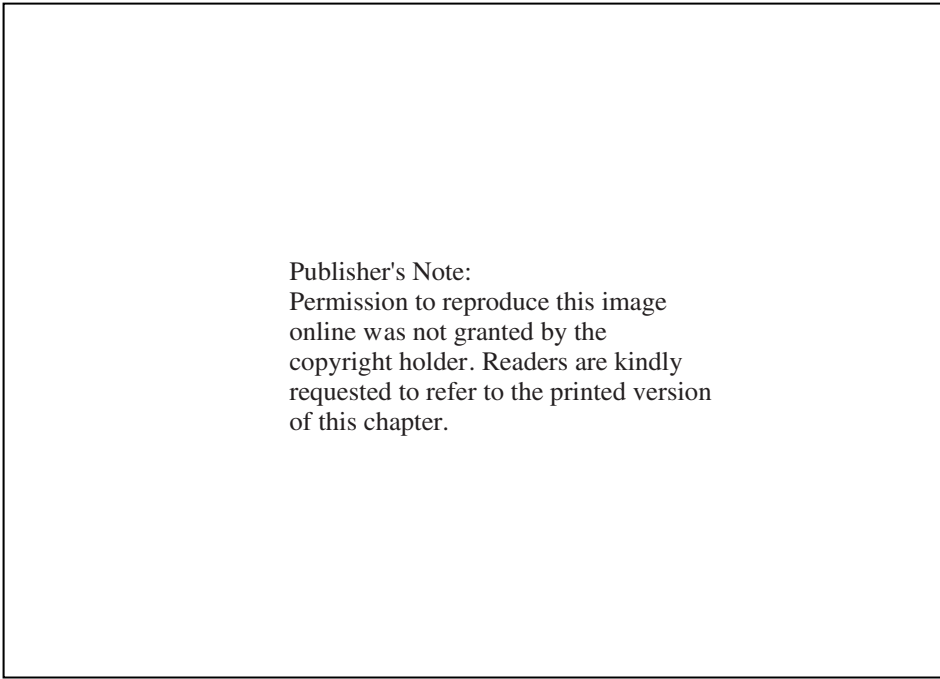 Publisher's Note:
Permission to reproduce this image
online was not granted by the
copyright holder. Readers are kindly
requested to refer to the printed version
of this chapter.